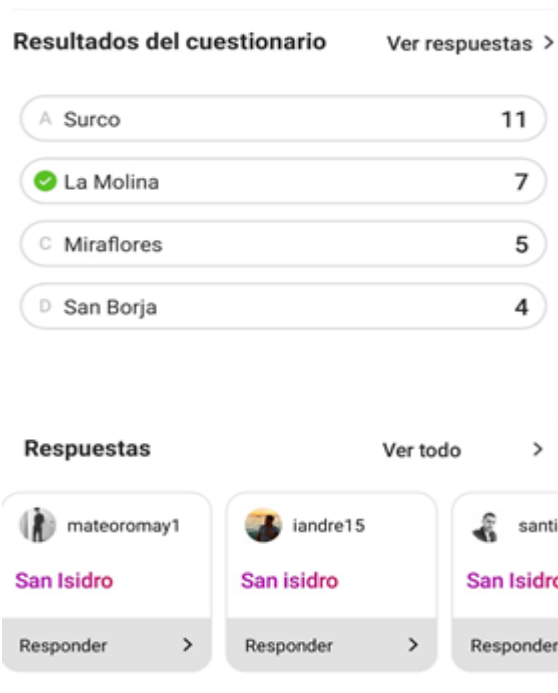 Resultados del cuestionario Ver respuestas >
A Surco 11
La Molina 7
C Miraflores 5
D San Borja 4
Respuestas Ver todo >
mateoromay1 iandre15 santi
San Isidro San isidro San Isidro
Responder > Responder > Responder